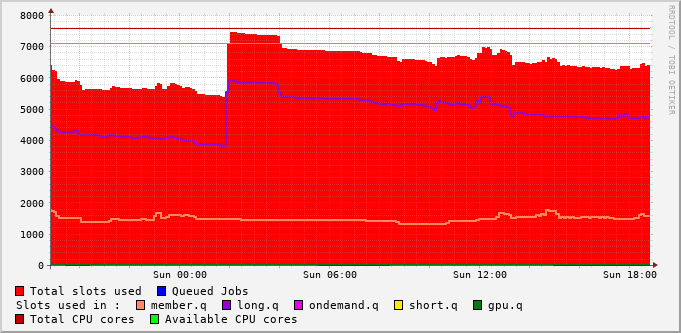 8000
7000
6000
5000
4000
3000
2000
1000
0
Sun 00:00 Sun 06:00 Sun 12:00 Sun 18:00
RRDTOOL / TOBI OETIKER
Total slots used Queued Jobs
Slots used in : member.q long.q ondemand.q short.q gpu.q
Total CPU cores Available CPU cores